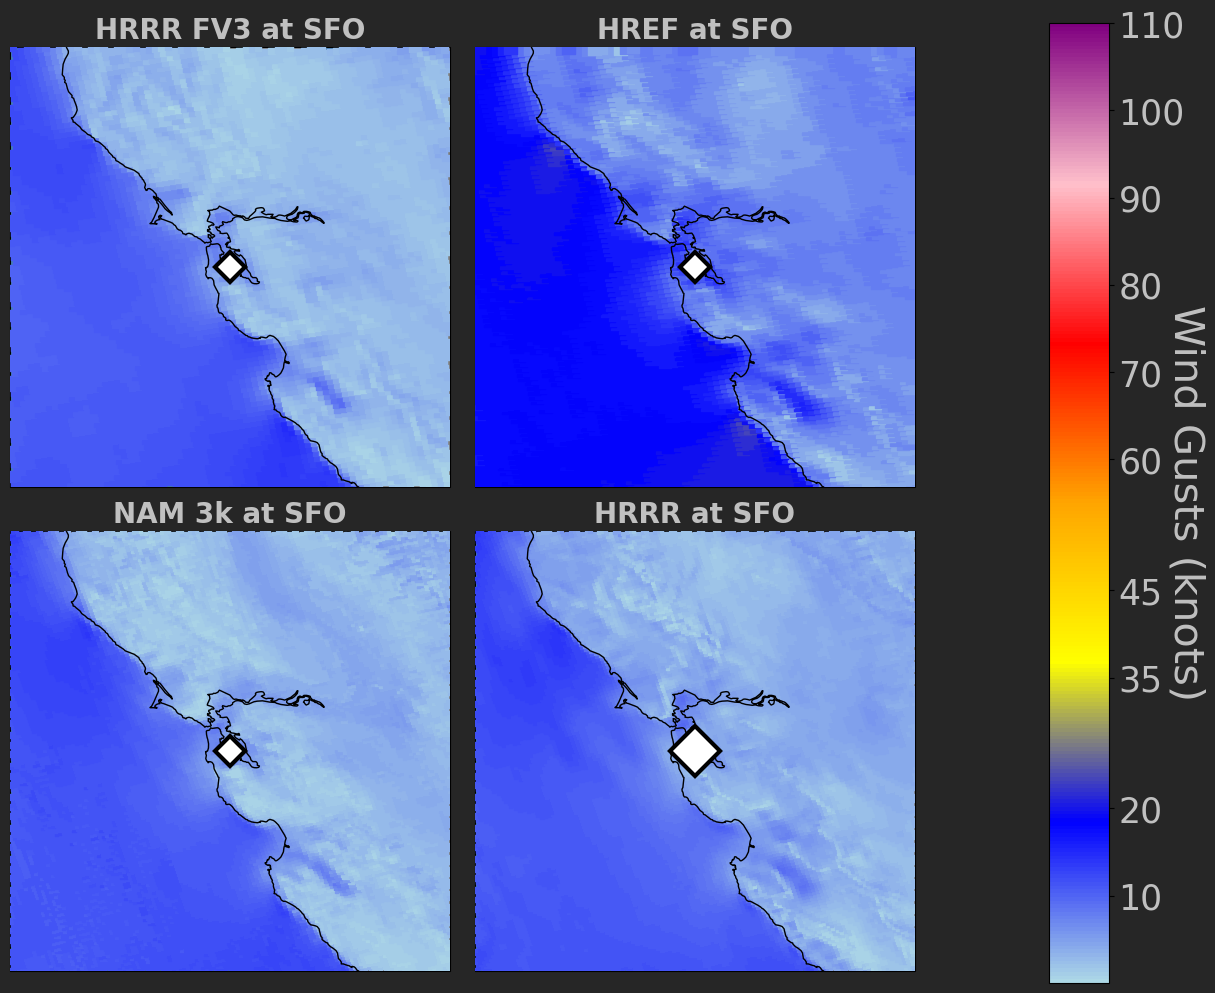 HRRR FV3 at SFO
HREF at SFO
NAM 3k at SFO
HRRR at SFO
110
100
90
80
70
60
45
35
20
10
Wind Gusts (knots)